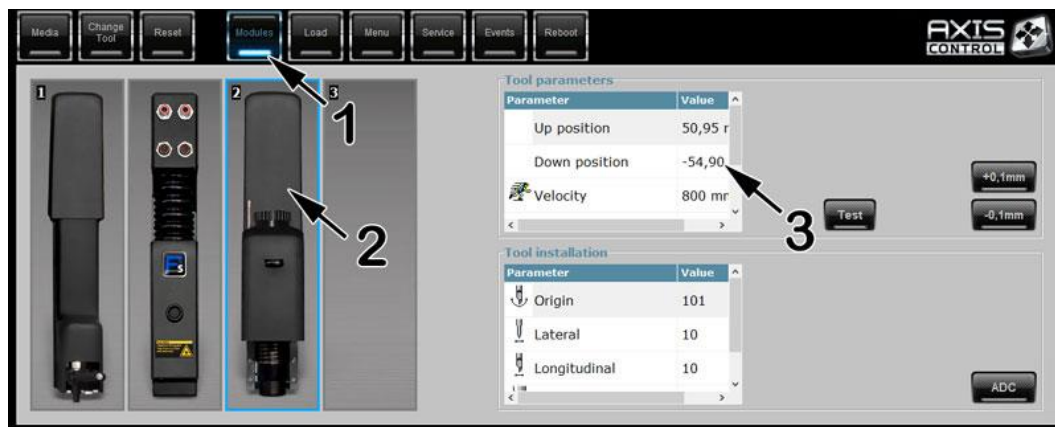 Media
Change
Tool
Reset
Modules
Load
Menu
Service
Events
Reboot
AXIS
CONTROL
1
2
3
1
2
3
Tool parameters
Parameter Value
Up position 50,95 r
Down position -54,90
Velocity 800 mr
Test
+0,1mm
-0,1mm
Tool installation
Parameter Value
Origin 101
Lateral 10
Longitudinal 10
ADC